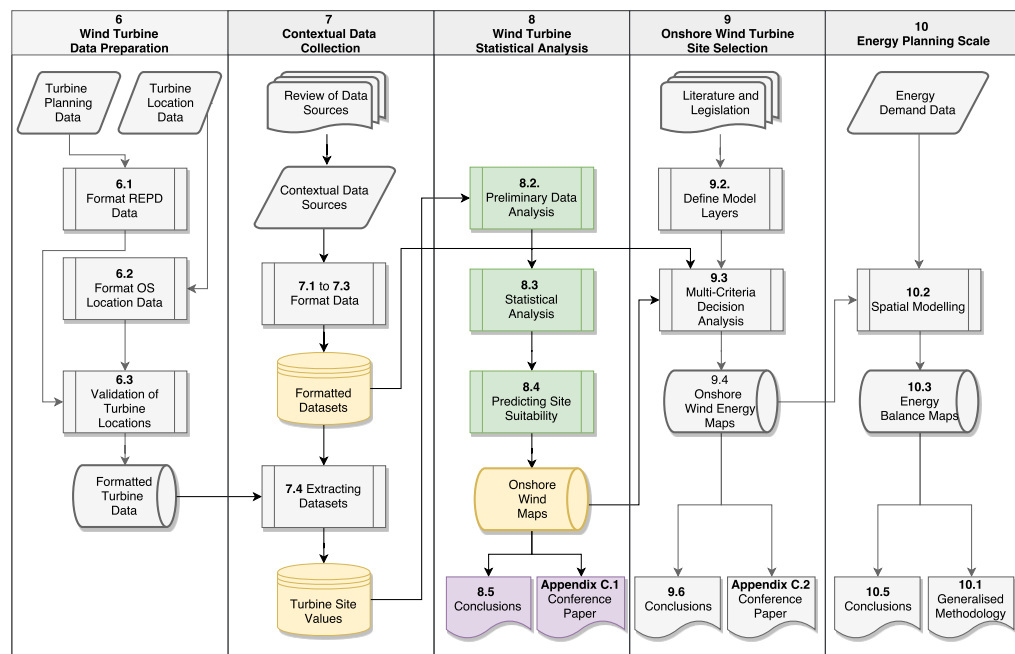 6
Wind Turbine
Data Preparation
7
Contextual Data
Collection
8
Wind Turbine
Statistical Analysis
9
Onshore Wind Turbine
Site Selection
10
Energy Planning Scale
Turbine
Planning
Data
Turbine
Location
Data
6.1
Format REPD
Data
6.2
Format OS
Location Data
6.3
Validation of
Turbine
Locations
Formatted
Turbine
Data
Review of Data
Sources
Contextual Data
Sources
7.1 to 7.3
Format Data
Formatted
Datasets
7.4 Extracting
Datasets
Turbine Site
Values
8.2.
Preliminary Data
Analysis
8.3
Statistical
Analysis
8.4
Predicting Site
Suitability
Onshore
Wind
Maps
8.5
Conclusions
Appendix C.1
Conference
Paper
Literature and
Legislation
9.2.
Define Model
Layers
9.3
Multi-Criteria
Decision
Analysis
9.4
Onshore
Wind Energy
Maps
9.6
Conclusions
Appendix C.2
Conference
Paper
Energy
Demand Data
10.2
Spatial Modelling
10.3
Energy
Balance Maps
10.5
Conclusions
10.1
Generalised
Methodology